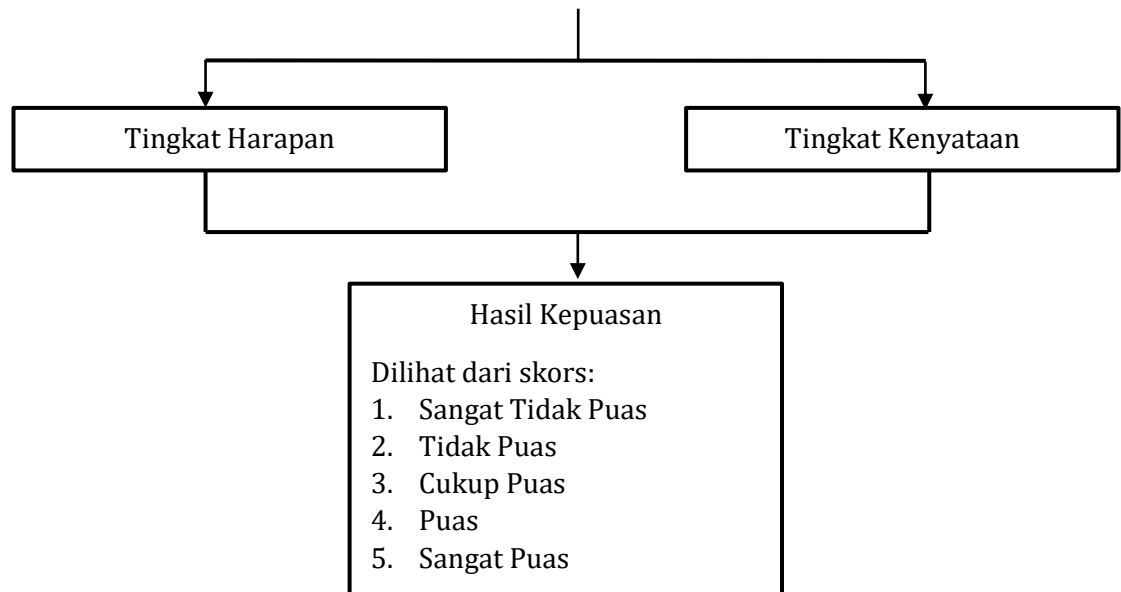 Tingkat Harapan
Tingkat Kenyataan
Hasil Kepuasan
Dilihat dari skors:
1. Sangat Tidak Puas
2. Tidak Puas
3. Cukup Puas
4. Puas
5. Sangat Puas